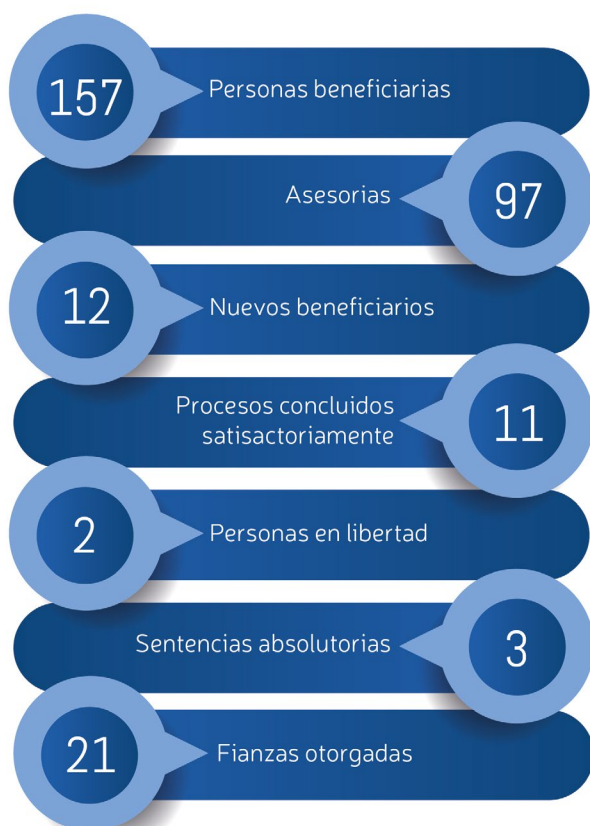 157 Personas beneficiarias
Asesorias 97
12 Nuevos beneficiarios
Procesos concluidos
satisactoriamente 11
2 Personas en libertad
Sentencias absolutorias 3
21 Fianzas otorgadas